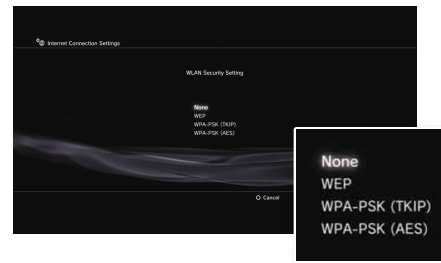 Internet Connection Settings
WLAN Security Setting
None
WEP
WPA-PSK (TKIP)
WPA-PSK (AES)
Cancel
None
WEP
WPA-PSK (TKIP)
WPA-PSK (AES)